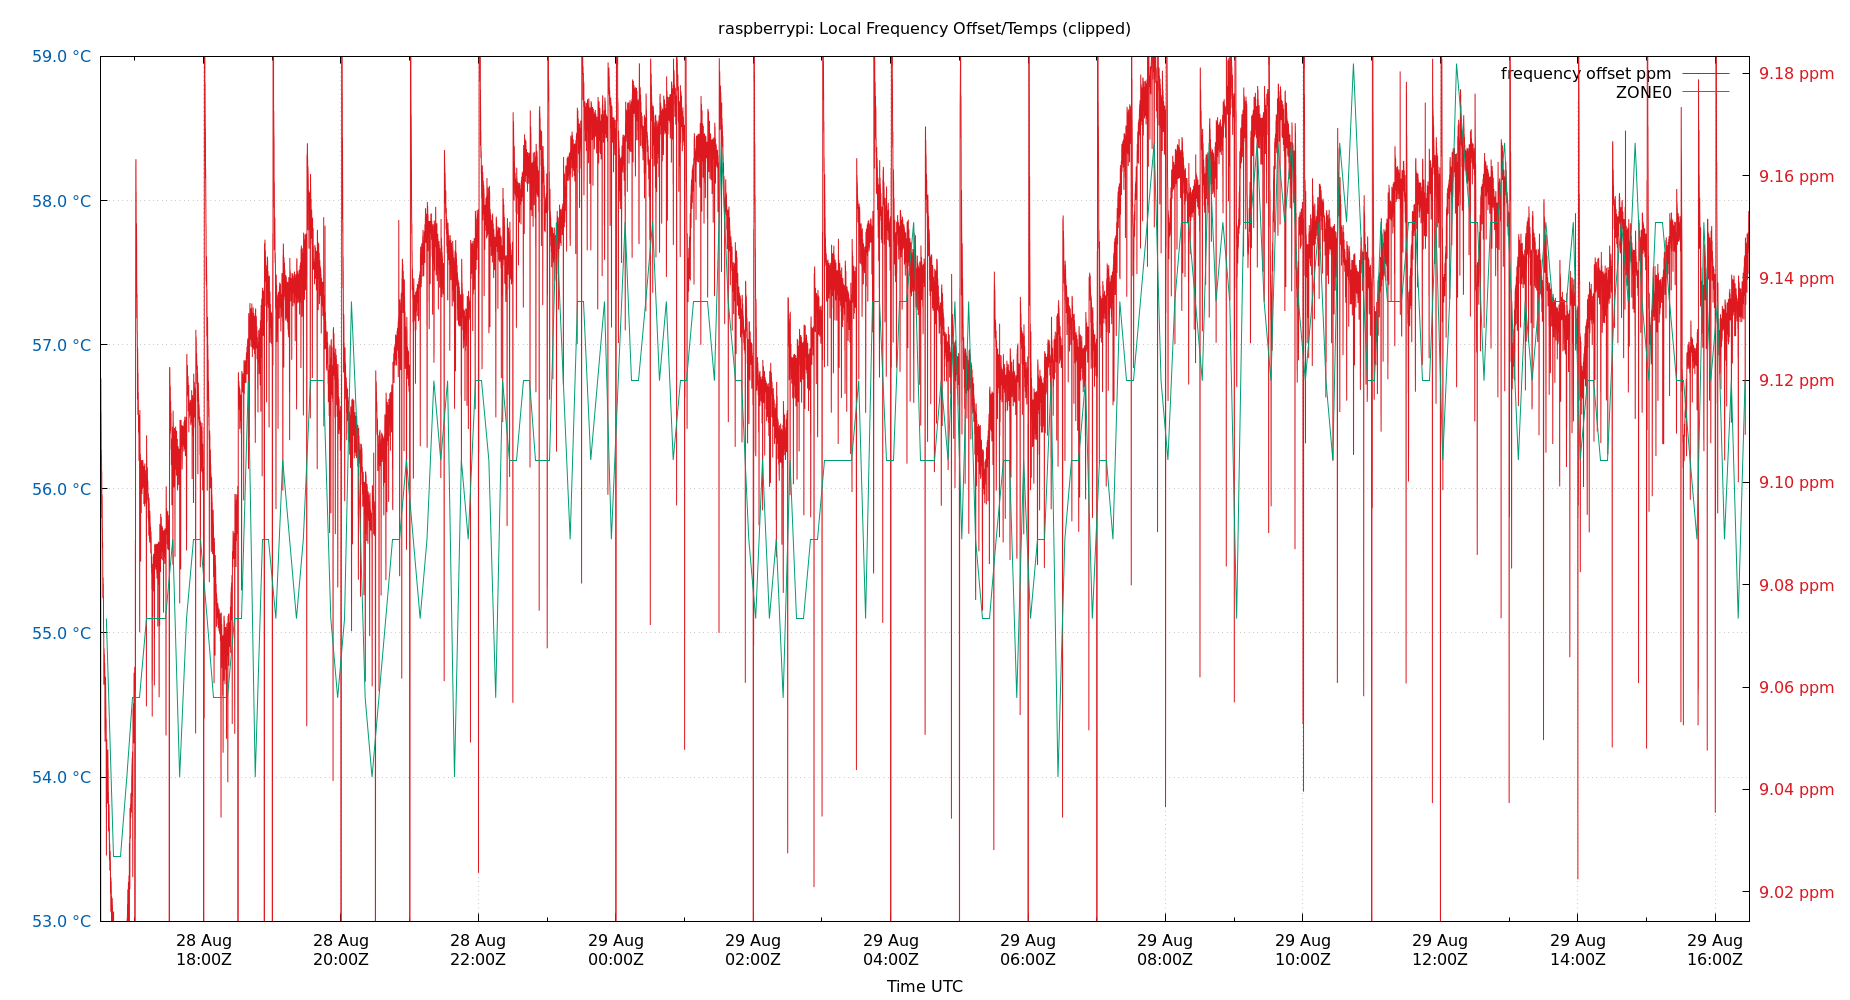 raspberrypi: Local Frequency Offset/Temps (clipped)
59.0 °C
58.0 °C
57.0 °C
56.0 °C
55.0 °C
54.0 °C
53.0 °C
frequency offset ppm
ZONE0
9.18 ppm
9.16 ppm
9.14 ppm
9.12 ppm
9.10 ppm
9.08 ppm
9.06 ppm
9.04 ppm
9.02 ppm
28 Aug 28 Aug 28 Aug 29 Aug 29 Aug 29 Aug 29 Aug 29 Aug 29 Aug 29 Aug 29 Aug 29 Aug
18:00Z 20:00Z 22:00Z 00:00Z 02:00Z 04:00Z 06:00Z 08:00Z 10:00Z 12:00Z 14:00Z 16:00Z
Time UTC